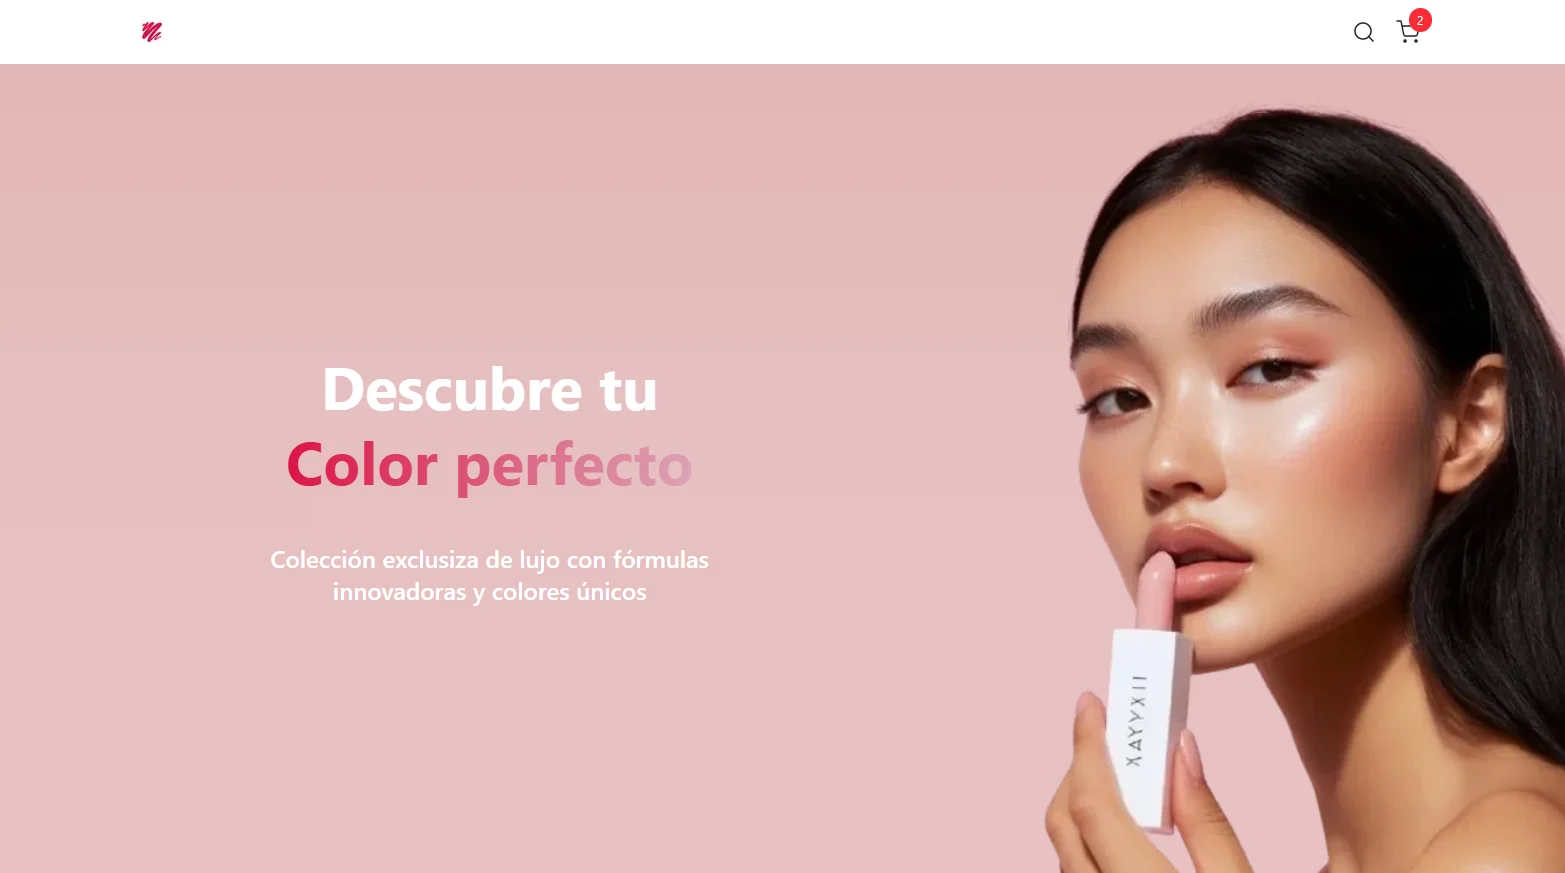 2
Descubre tu
Color perfecto
Colección exclusiza de lujo con fórmulas
innovadoras y colores únicos
XAYYXII